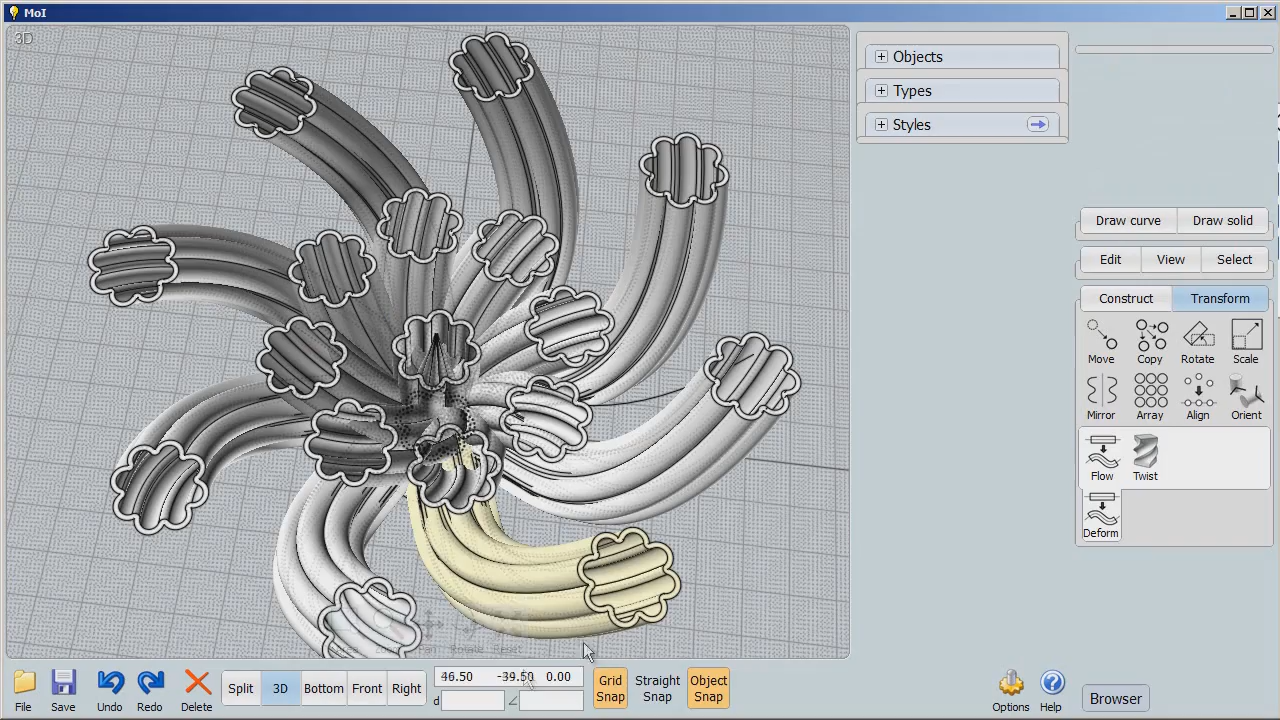 MoI
3D
Objects
Types
Styles
Draw curve Draw solid
Edit View Select
Construct Transform
Move Copy Rotate Scale
Mirror Array Align Orient
Flow Twist
Deform
Rotate Reset
File Save Undo Redo Delete
Split 3D Bottom Front Right
46.50 -39.50 0.00
d
Grid Snap
Straight Snap
Object Snap
Options Help
Browser